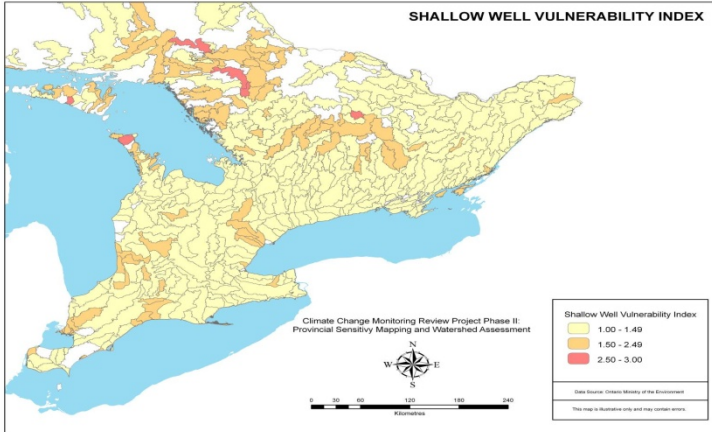 SHALLOW WELL VULNERABILITY INDEX
Climate Change Monitoring Review Project Phase II:
Provincial Sensitivy Mapping and Watershed Assessment
N
W E
S
0 30 60 120 180 240
Kilometres
Shallow Well Vulnerability Index
1.00 - 1.49
1.50 - 2.49
2.50 - 3.00
Data Source: Ontario Ministry of the Environment
This map is illustrative only and may contain errors.